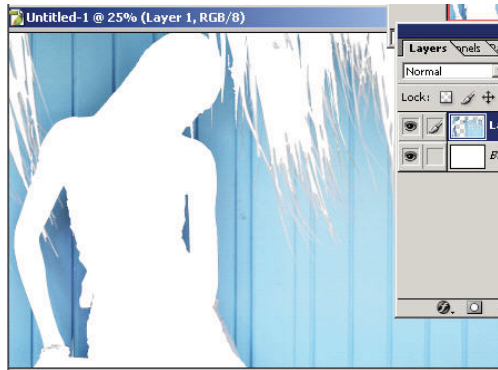 Untitled-1 @ 25% (Layer 1, RGB/8)
Layers
Normal
Lock: